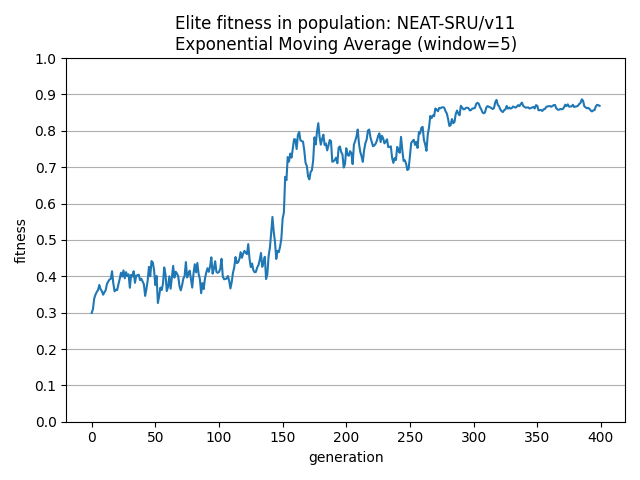 Elite fitness in population: NEAT-SRU/v11
Exponential Moving Average (window=5)
1.0
0.9
0.8
0.7
0.6
0.5
0.4
0.3
0.2
0.1
0.0
fitness
0 50 100 150 200 250 300 350 400
generation